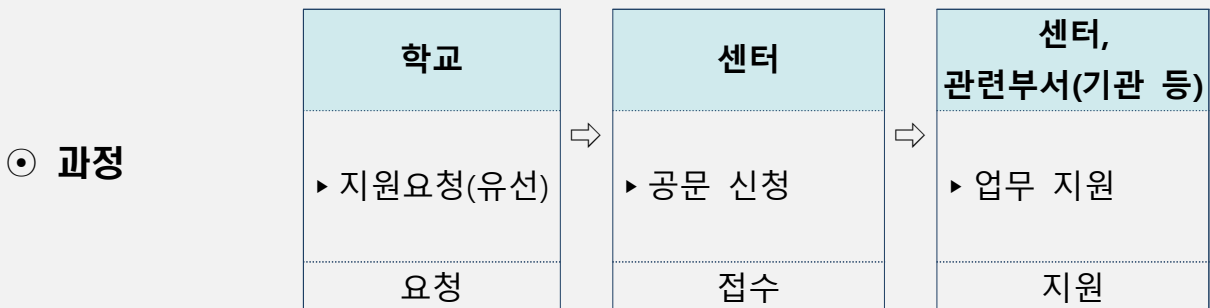 ⊙ 과정
학교
▸지원요청(유선)
요청
⇨
센터
▸공문 신청
접수
⇨
센터,
관련부서(기관 등)
▸업무 지원
지원